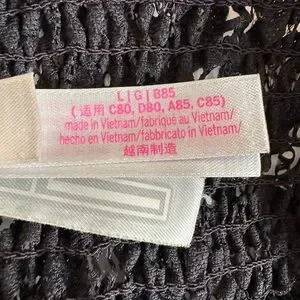 L | G | B85
(适用 C80, D80, A85, C85)
made in Vietnam/fabriqué au Vietnam/
hecho en Vietnam/fabbricato in Vietnam/
越南制造